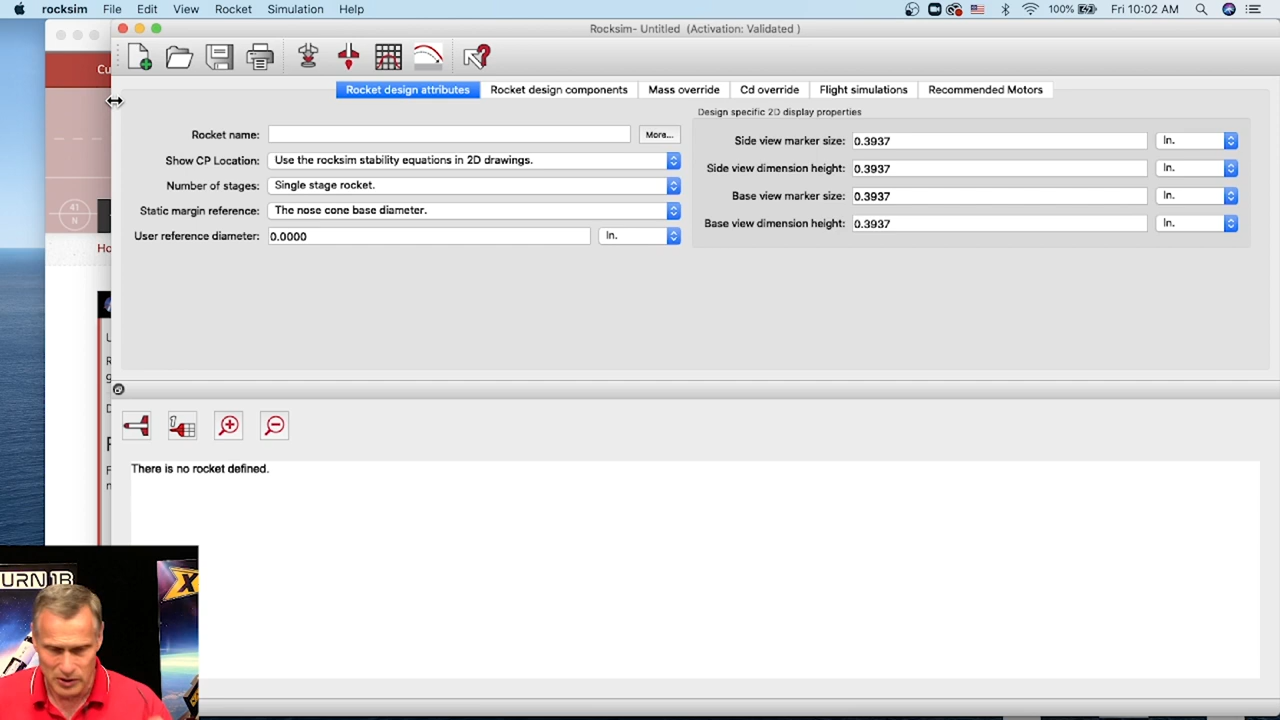 rocksim File Edit View Rocket Simulation Help 100% Fri 10:02 AM
Rocksim- Untitled (Activation: Validated )
Cu
Rocket design attributes Rocket design components Mass override Cd override Flight simulations Recommended Motors
Design specific 2D display properties
Rocket name: More...
Side view marker size: 0.3937 In.
Show CP Location: Use the rocksim stability equations in 2D drawings.
Side view dimension height: 0.3937 In.
Number of stages: Single stage rocket.
Base view marker size: 0.3937 In.
Static margin reference: The nose cone base diameter.
Base view dimension height: 0.3937 In.
User reference diameter: 0.0000 In.
41
N
Ho
There is no rocket defined.
URN 1B
X